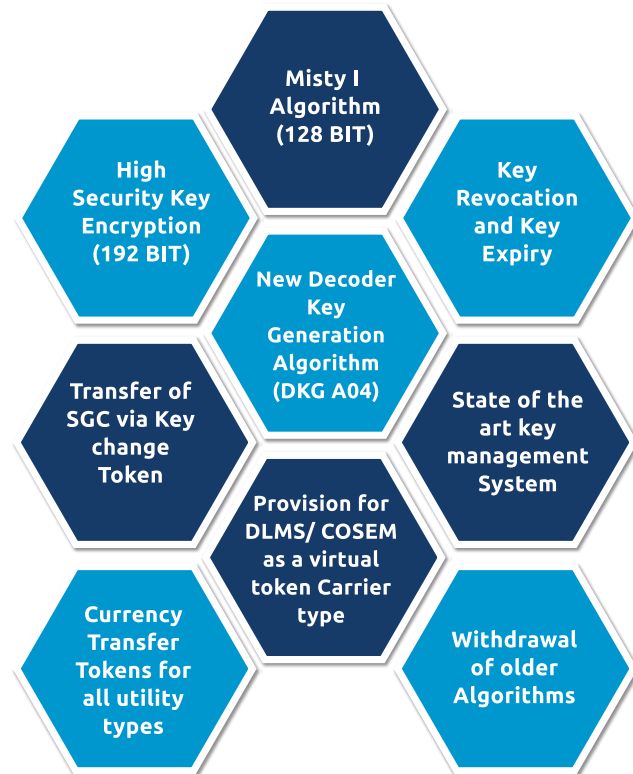 Misty I
Algorithm
(128 BIT)
High
Security Key
Encryption
(192 BIT)
Key
Revocation
and Key
Expiry
New Decoder
Key
Generation
Algorithm
(DKG A04)
Transfer of
SGC via Key
change
Token
State of the
art key
management
System
Provision for
DLMS/ COSEM
as a virtual
token Carrier
type
Currency
Transfer
Tokens for
all utility
types
Withdrawal
of older
Algorithms